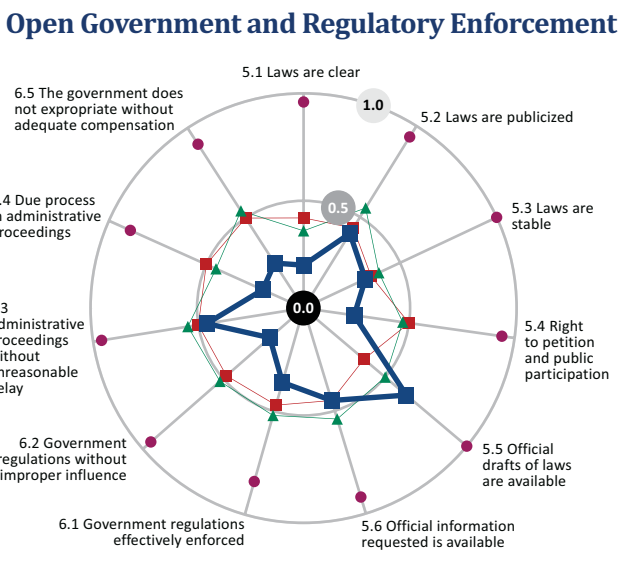 Open Government and Regulatory Enforcement
5.1 Laws are clear
1.0
5.2 Laws are publicized
5.3 Laws are
stable
5.4 Right
to petition
and public
participation
5.5 Official
drafts of laws
are available
5.6 Official information
requested is available
6.1 Government regulations
effectively enforced
6.2 Government
regulations without
improper influence
3
dministrative
roceedings
ithout
nreasonable
elay
.4 Due process
administrative
roceedings
6.5 The government does
not expropriate without
adequate compensation
0.5
0.0